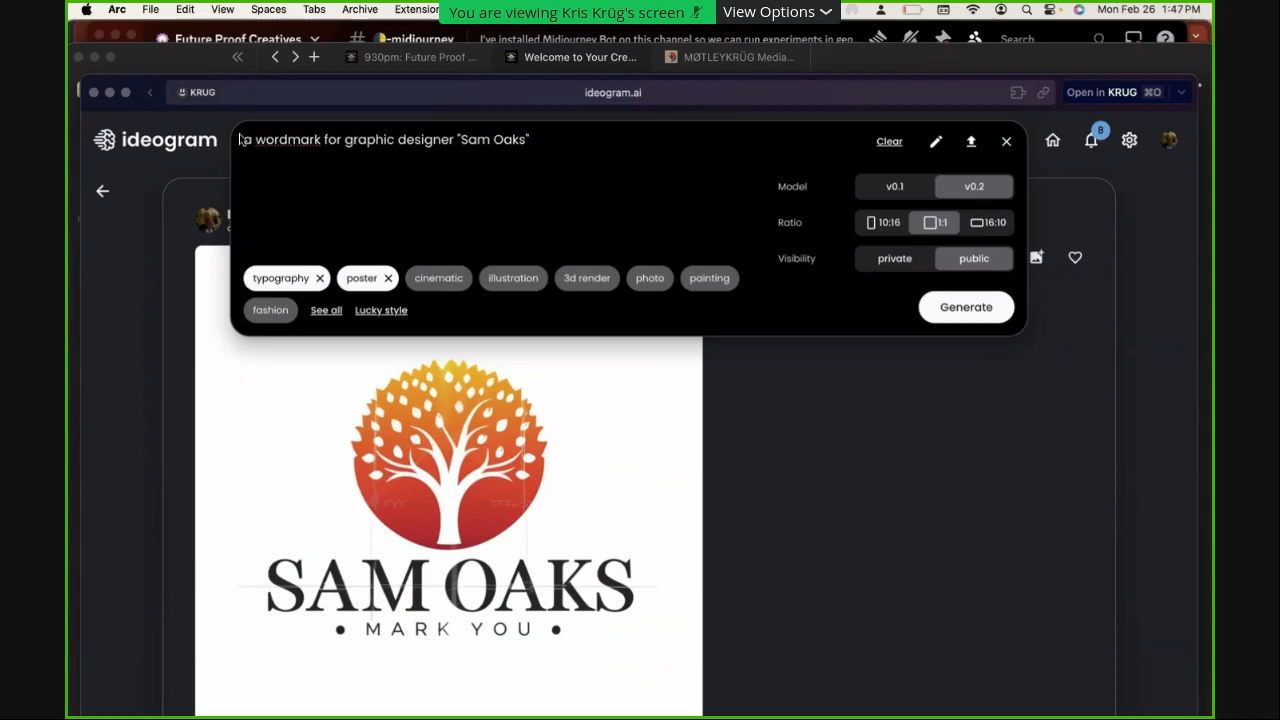 You are viewing Kris Krüg's screen
View Options
Arc File Edit View Spaces Tabs Archive Extension
Mon Feb 26 1:47 PM
Future Proof Creatives
-midjourney
I've installed Midjourney Bot on this channel so we can run experiments in gen
Search
930pm: Future Proof ...
Welcome to Your Cre...
MØTLEYKRÜG Media...
KRUG
ideogram.ai
Open in KRUG ⌘O
ideogram
a wordmark for graphic designer "Sam Oaks"
Clear
8
Model
v0.1
v0.2
Ratio
10:16
1:1
16:10
Visibility
private
public
typography
poster
cinematic
illustration
3d render
photo
painting
fashion
See all
Lucky style
Generate
SAM OAKS
• MARK YOU •